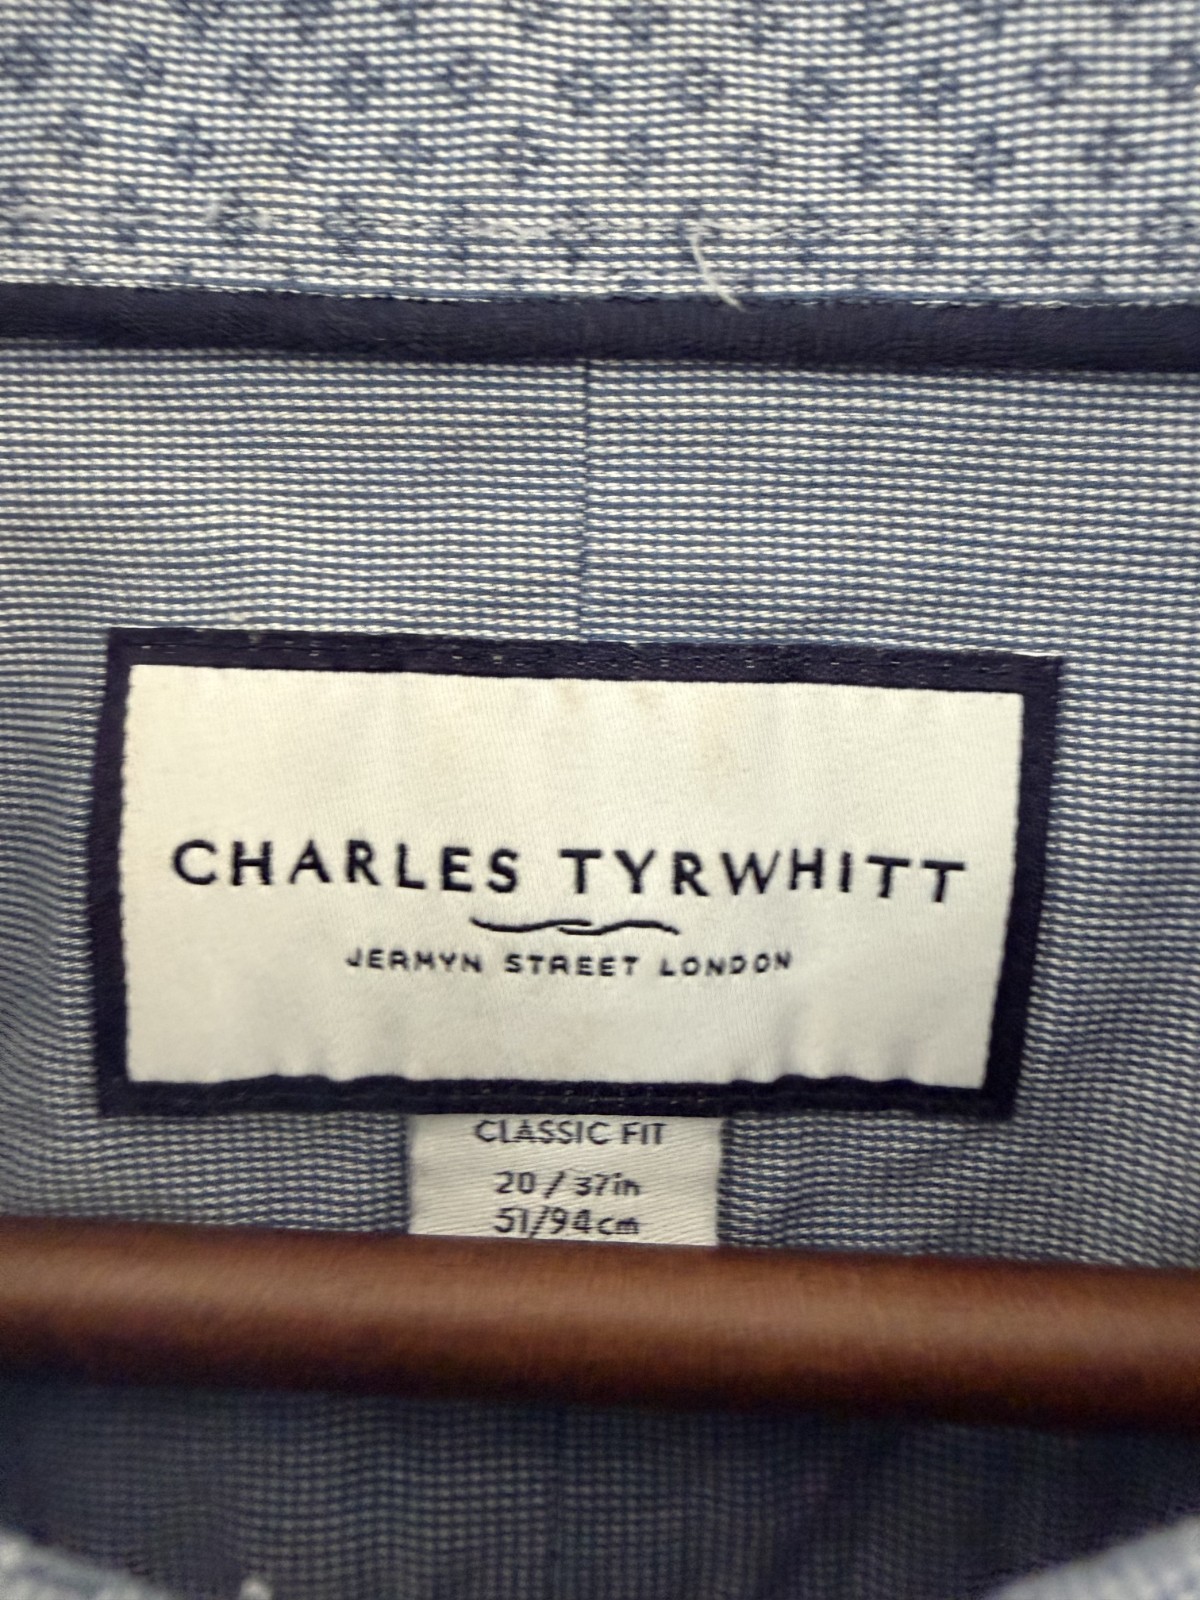 CHARLES TYRWHITT
JERMYN STREET LONDON
CLASSIC FIT
20 / 37in
51/94cm